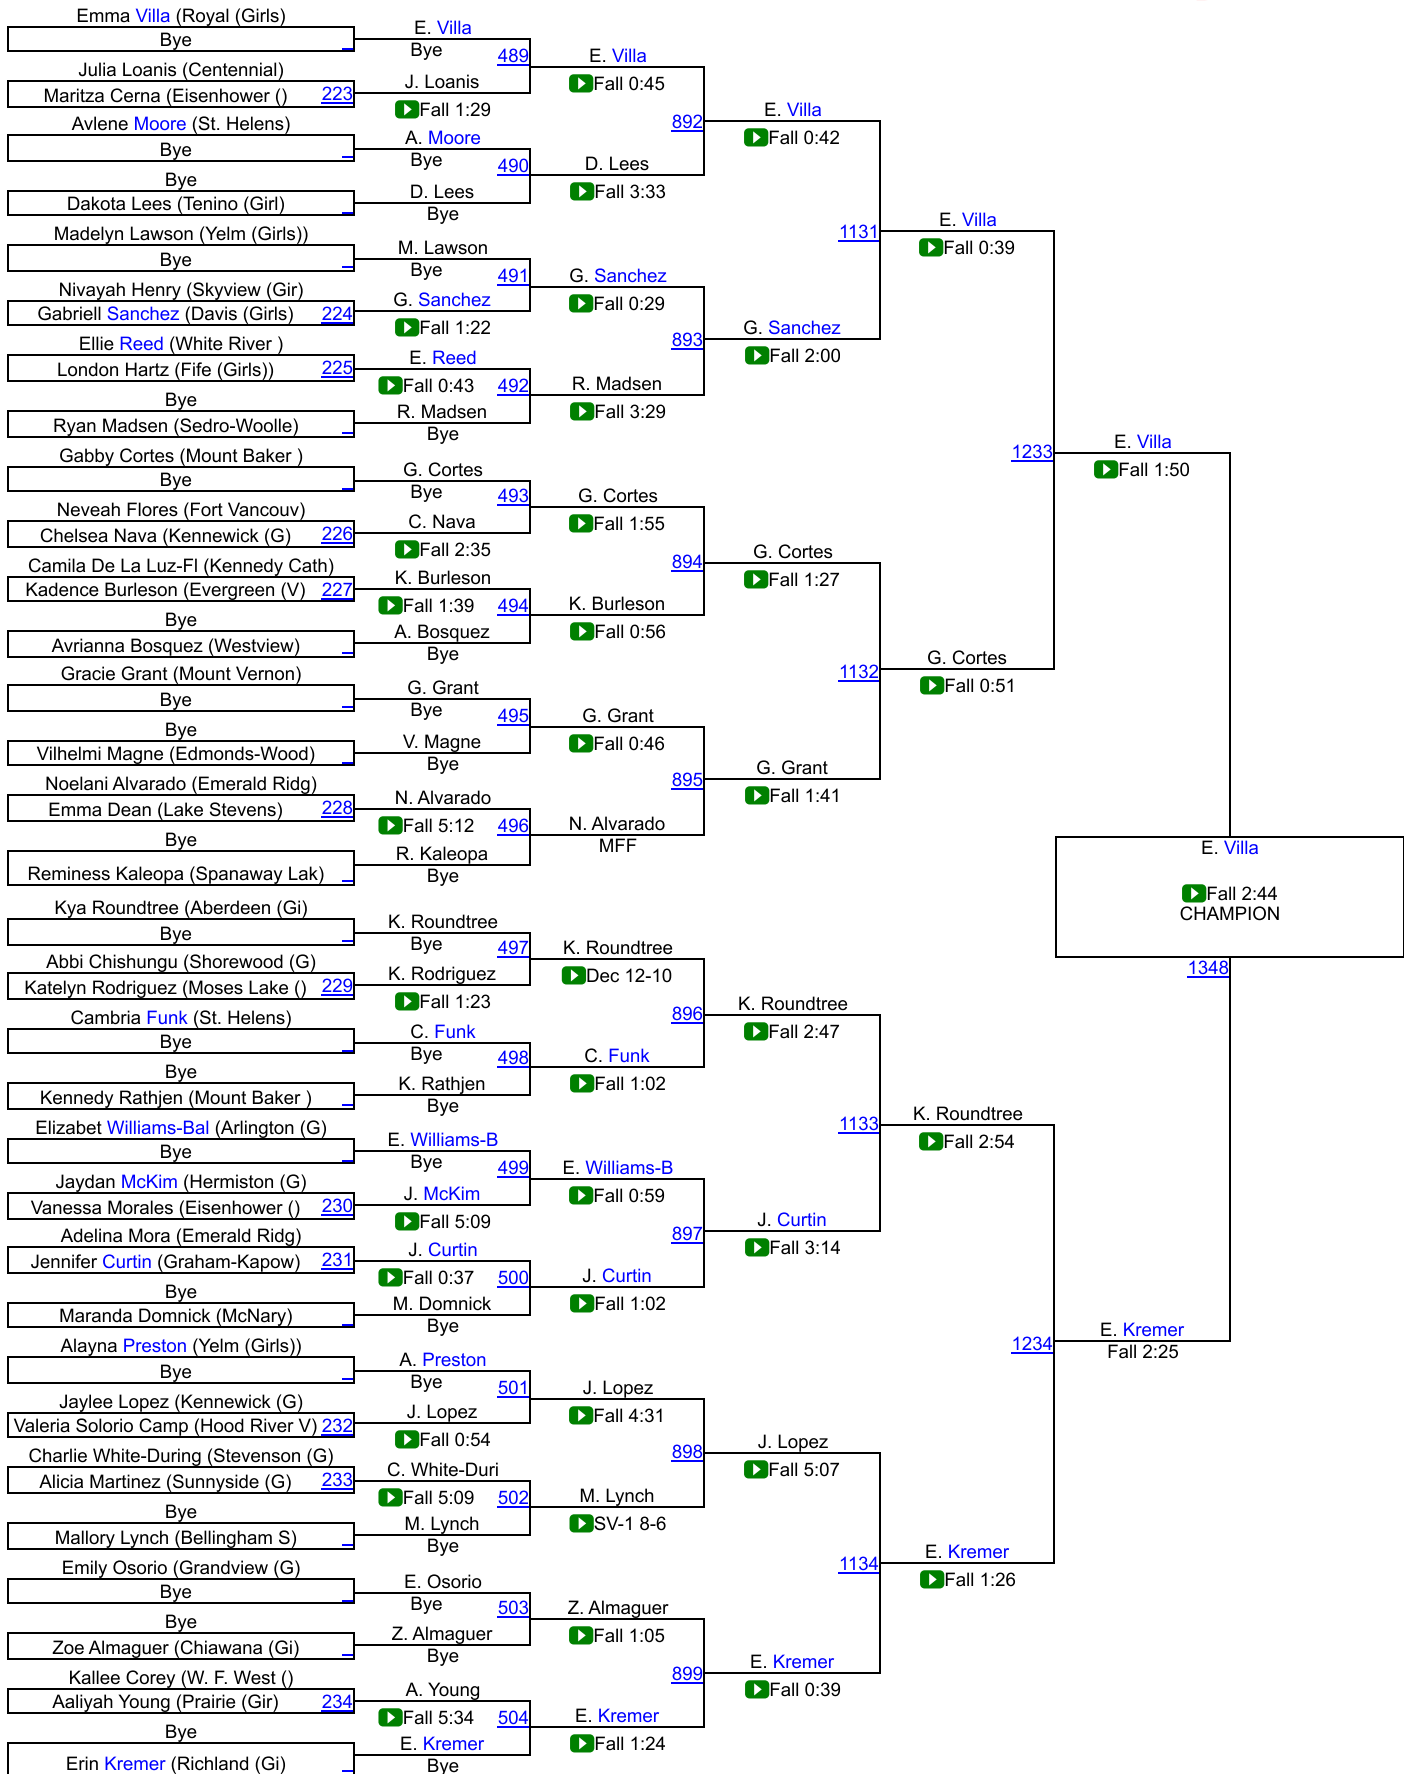 Emma Villa (Royal (Girls)
Bye
E. Villa
Bye
489
E. Villa
Fall 0:45
Julia Loanis (Centennial)
Maritza Cerna (Eisenhower () 223
J. Loanis
Fall 1:29
892
E. Villa
Fall 0:42
Avlene Moore (St. Helens)
Bye
A. Moore
Bye
490
D. Lees
Fall 3:33
Bye
Dakota Lees (Tenino (Girl)
D. Lees
Bye
1131
E. Villa
Fall 0:39
Madelyn Lawson (Yelm (Girls))
Bye
M. Lawson
Bye
491
G. Sanchez
Fall 0:29
Nivayah Henry (Skyview (Gir)
Gabriell Sanchez (Davis (Girls) 224
G. Sanchez
Fall 1:22
893
G. Sanchez
Fall 2:00
Ellie Reed (White River )
London Hartz (Fife (Girls)) 225
E. Reed
Fall 0:43
492
R. Madsen
Fall 3:29
Bye
Ryan Madsen (Sedro-Woolle)
R. Madsen
Bye
1233
E. Villa
Fall 1:50
Gabby Cortes (Mount Baker )
Bye
G. Cortes
Bye
493
G. Cortes
Fall 1:55
Neveah Flores (Fort Vancouv)
Chelsea Nava (Kennewick (G) 226
C. Nava
Fall 2:35
894
G. Cortes
Fall 1:27
Camila De La Luz-Fl (Kennedy Cath)
Kadence Burleson (Evergreen (V) 227
K. Burleson
Fall 1:39
494
K. Burleson
Fall 0:56
Bye
Avrianna Bosquez (Westview)
A. Bosquez
Bye
1132
G. Cortes
Fall 0:51
Gracie Grant (Mount Vernon)
Bye
G. Grant
Bye
495
G. Grant
Fall 0:46
Bye
Vilhelmi Magne (Edmonds-Wood)
V. Magne
Bye
895
G. Grant
Fall 1:41
Noelani Alvarado (Emerald Ridg)
Emma Dean (Lake Stevens) 228
N. Alvarado
Fall 5:12
496
N. Alvarado
MFF
Bye
Reminess Kaleopa (Spanaway Lak)
R. Kaleopa
Bye
E. Villa
Fall 2:44
CHAMPION
1348
Kya Roundtree (Aberdeen (Gi)
Bye
K. Roundtree
Bye
497
K. Roundtree
Dec 12-10
Abbi Chishungu (Shorewood (G)
Katelyn Rodriguez (Moses Lake () 229
K. Rodriguez
Fall 1:23
896
K. Roundtree
Fall 2:47
Cambria Funk (St. Helens)
Bye
C. Funk
Bye
498
C. Funk
Fall 1:02
Bye
Kennedy Rathjen (Mount Baker )
K. Rathjen
Bye
1133
K. Roundtree
Fall 2:54
Elizabet Williams-Bal (Arlington (G)
Bye
E. Williams-B
Bye
499
E. Williams-B
Fall 0:59
Jaydan McKim (Hermiston (G)
Vanessa Morales (Eisenhower () 230
J. McKim
Fall 5:09
897
J. Curtin
Fall 3:14
Adelina Mora (Emerald Ridg)
Jennifer Curtin (Graham-Kapow) 231
J. Curtin
Fall 0:37
500
J. Curtin
Fall 1:02
Bye
Maranda Domnick (McNary)
M. Domnick
Bye
1234
E. Kremer
Fall 2:25
Alayna Preston (Yelm (Girls))
Bye
A. Preston
Bye
501
J. Lopez
Fall 4:31
Jaylee Lopez (Kennewick (G)
Valeria Solorio Camp (Hood River V) 232
J. Lopez
Fall 0:54
898
J. Lopez
Fall 5:07
Charlie White-During (Stevenson (G)
Alicia Martinez (Sunnyside (G) 233
C. White-Duri
Fall 5:09
502
M. Lynch
SV-1 8-6
Bye
Mallory Lynch (Bellingham S)
M. Lynch
Bye
1134
E. Kremer
Fall 1:26
Emily Osorio (Grandview (G)
Bye
E. Osorio
Bye
503
Z. Almaguer
Fall 1:05
Bye
Zoe Almaguer (Chiawana (Gi)
Z. Almaguer
Bye
899
E. Kremer
Fall 0:39
Kallee Corey (W. F. West ()
Aaliyah Young (Prairie (Gir) 234
A. Young
Fall 5:34
504
E. Kremer
Fall 1:24
Bye
Erin Kremer (Richland (Gi)
E. Kremer
Bye